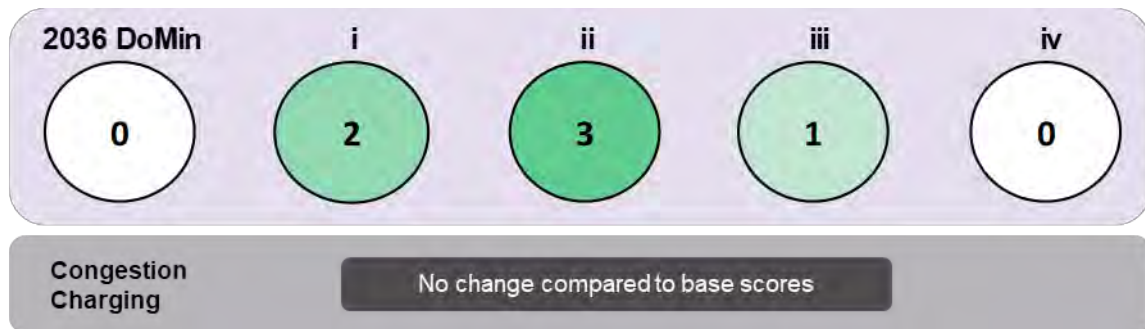 2036 DoMin i ii iii iv
0 2 3 1 0
Congestion
Charging
No change compared to base scores